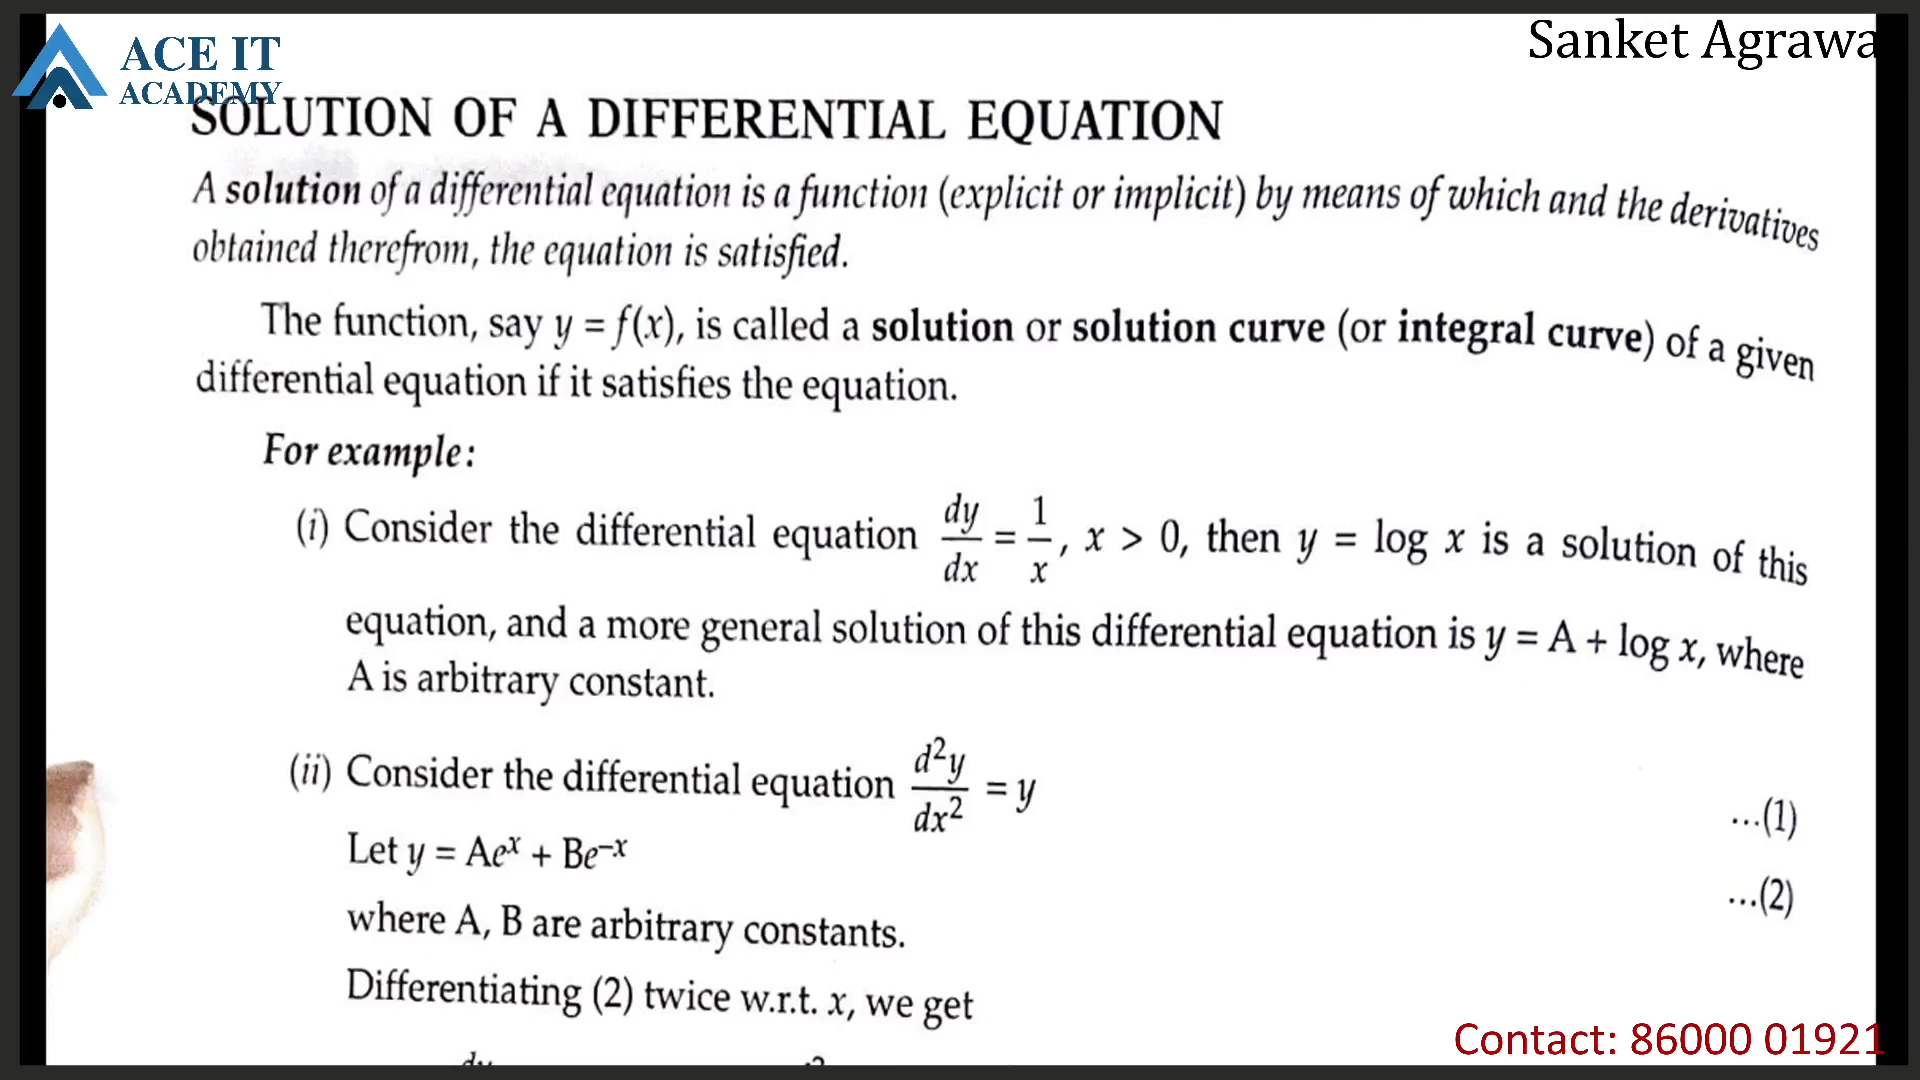 ACE IT
ACADEMY
Sanket Agrawa
SOLUTION OF A DIFFERENTIAL EQUATION
A solution of a differential equation is a function (explicit or implicit) by means of which and the derivatives
obtained therefrom, the equation is satisfied.
The function, say y = f(x), is called a solution or solution curve (or integral curve) of a given
differential equation if it satisfies the equation.
For example:
(i) Consider the differential equation dy/dx = 1/x, x > 0, then y = log x is a solution of this
equation, and a more general solution of this differential equation is y = A + log x, where
A is arbitrary constant.
(ii) Consider the differential equation d²y/dx² = y ...(1)
Let y = Aeˣ + Be⁻ˣ ...(2)
where A, B are arbitrary constants.
Differentiating (2) twice w.r.t. x, we get
Contact: 86000 01921